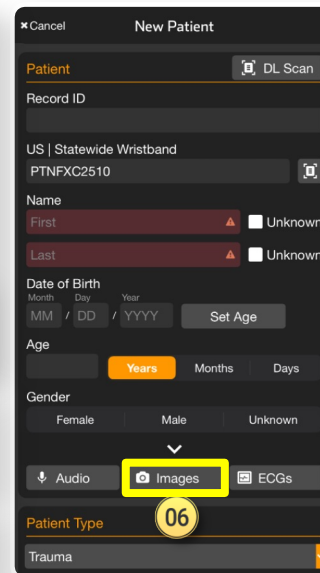 ×Cancel New Patient
Patient DL Scan
Record ID
US | Statewide Wristband
PTNFXC2510
Name
First Unknown
Last Unknown
Date of Birth
Month Day Year
MM / DD / YYYY Set Age
Age
Years Months Days
Gender
Female Male Unknown
Audio Images ECGs
06
Patient Type
Trauma